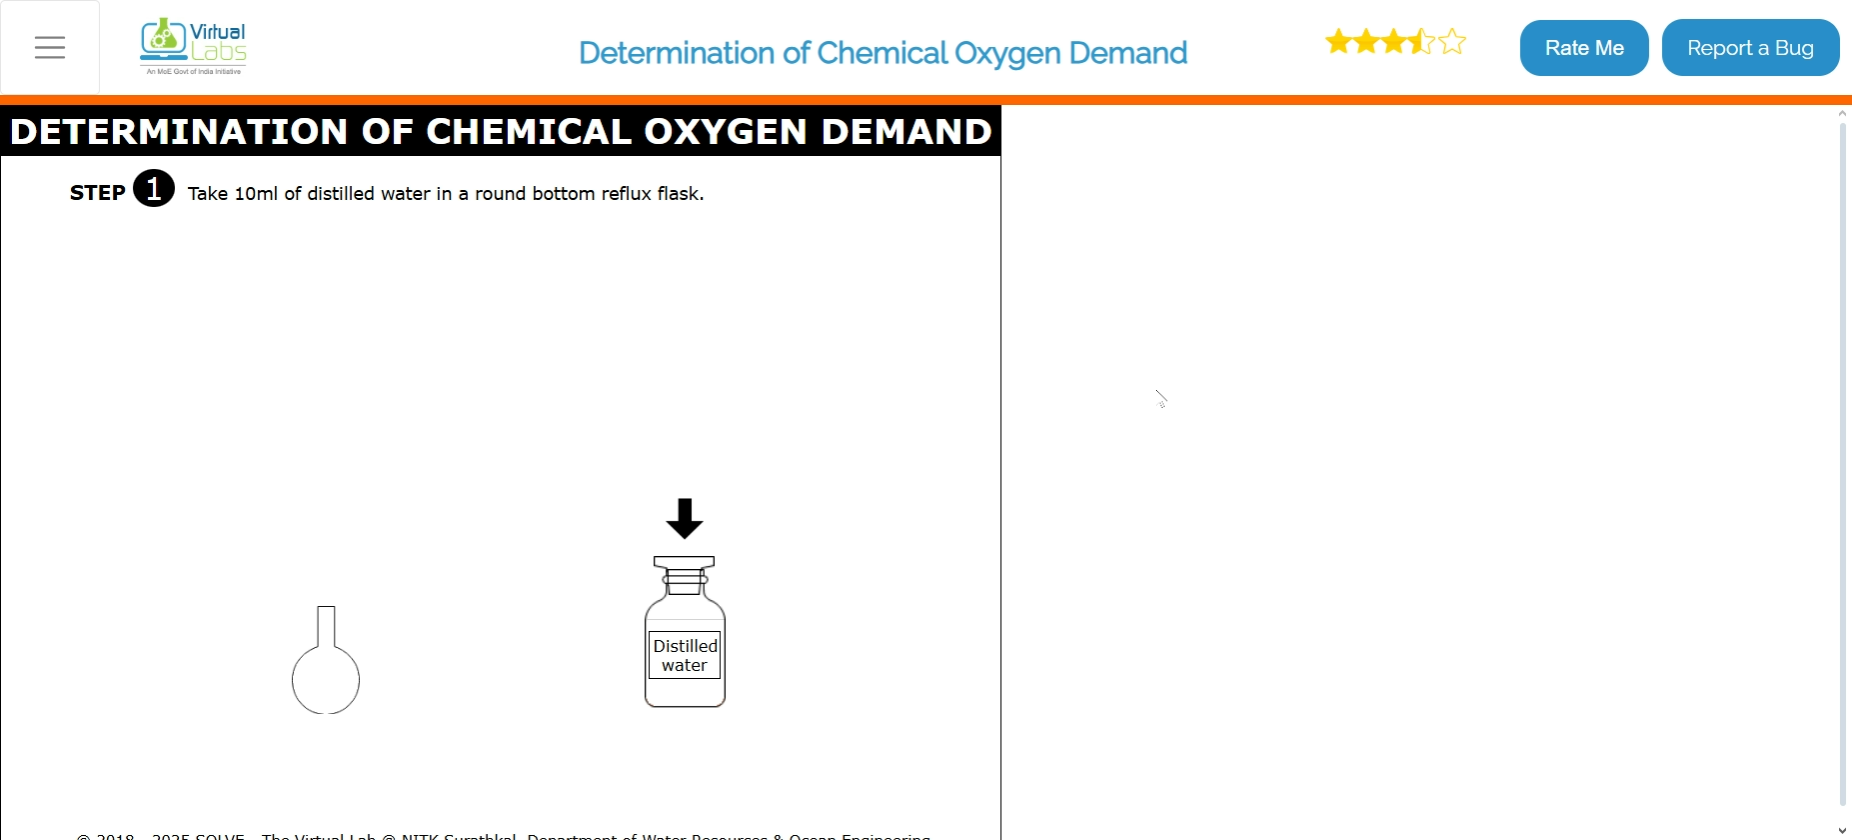 Virtual
Labs
An MoE Govt of India Initiative
Determination of Chemical Oxygen Demand
Rate Me
Report a Bug
DETERMINATION OF CHEMICAL OXYGEN DEMAND
STEP 1 Take 10ml of distilled water in a round bottom reflux flask.
Distilled
water
© 2018 - 2025 SOLVE - The Virtual Lab @ NITK Surathkal, Department of Water Resources & Ocean Engineering